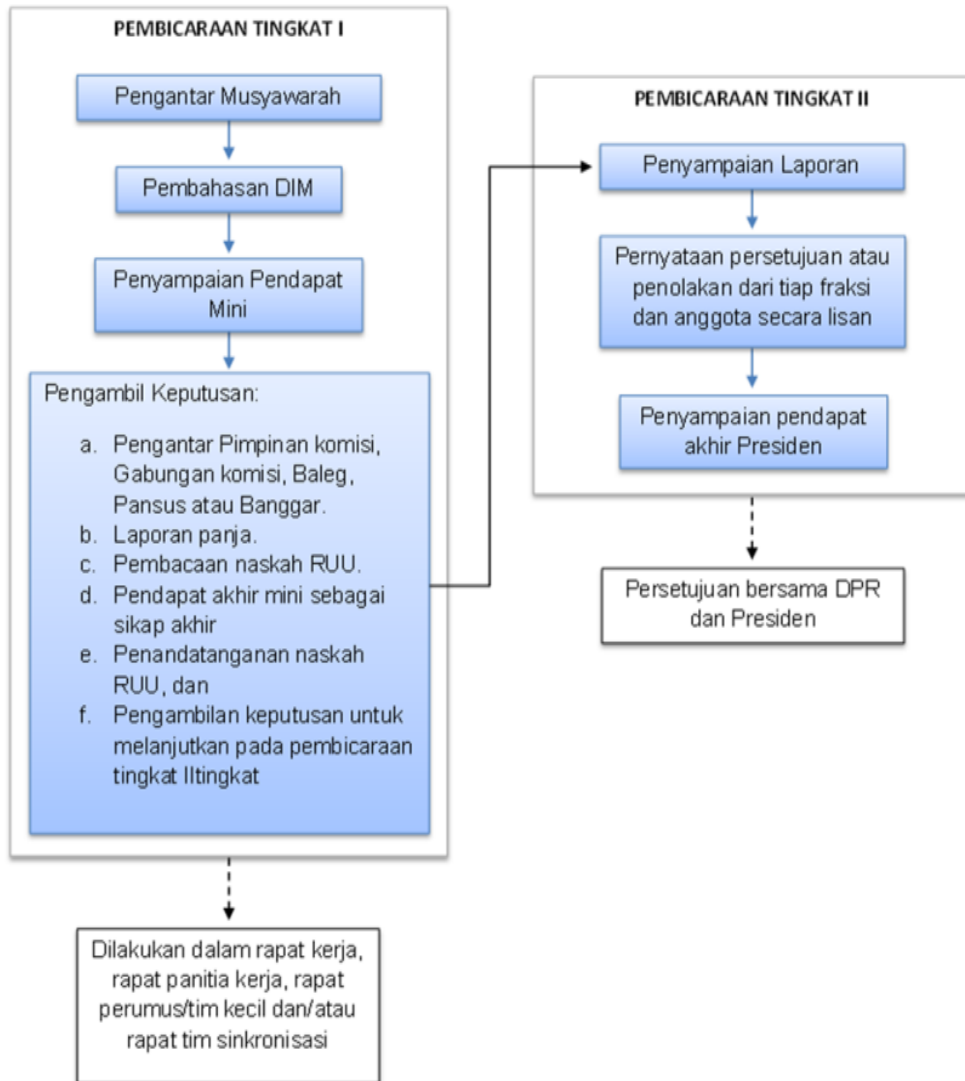 PEMBICARAAN TINGKAT I
Pengantar Musyawarah
Pembahasan DIM
Penyampaian Pendapat
Mini
Pengambil Keputusan:
a. Pengantar Pimpinan komisi,
Gabungan komisi, Baleg,
Pansus atau Banggar.
b. Laporan panja.
c. Pembacaan naskah RUU.
d. Pendapat akhir mini sebagai
sikap akhir
e. Penandatanganan naskah
RUU, dan
f. Pengambilan keputusan untuk
melanjutkan pada pembicaraan
tingkat IItingkat
Dilakukan dalam rapat kerja,
rapat panitia kerja, rapat
perumus/tim kecil dan/atau
rapat tim sinkronisasi
PEMBICARAAN TINGKAT II
Penyampaian Laporan
Pernyataan persetujuan atau
penolakan dari tiap fraksi
dan anggota secara lisan
Penyampaian pendapat
akhir Presiden
Persetujuan bersama DPR
dan Presiden